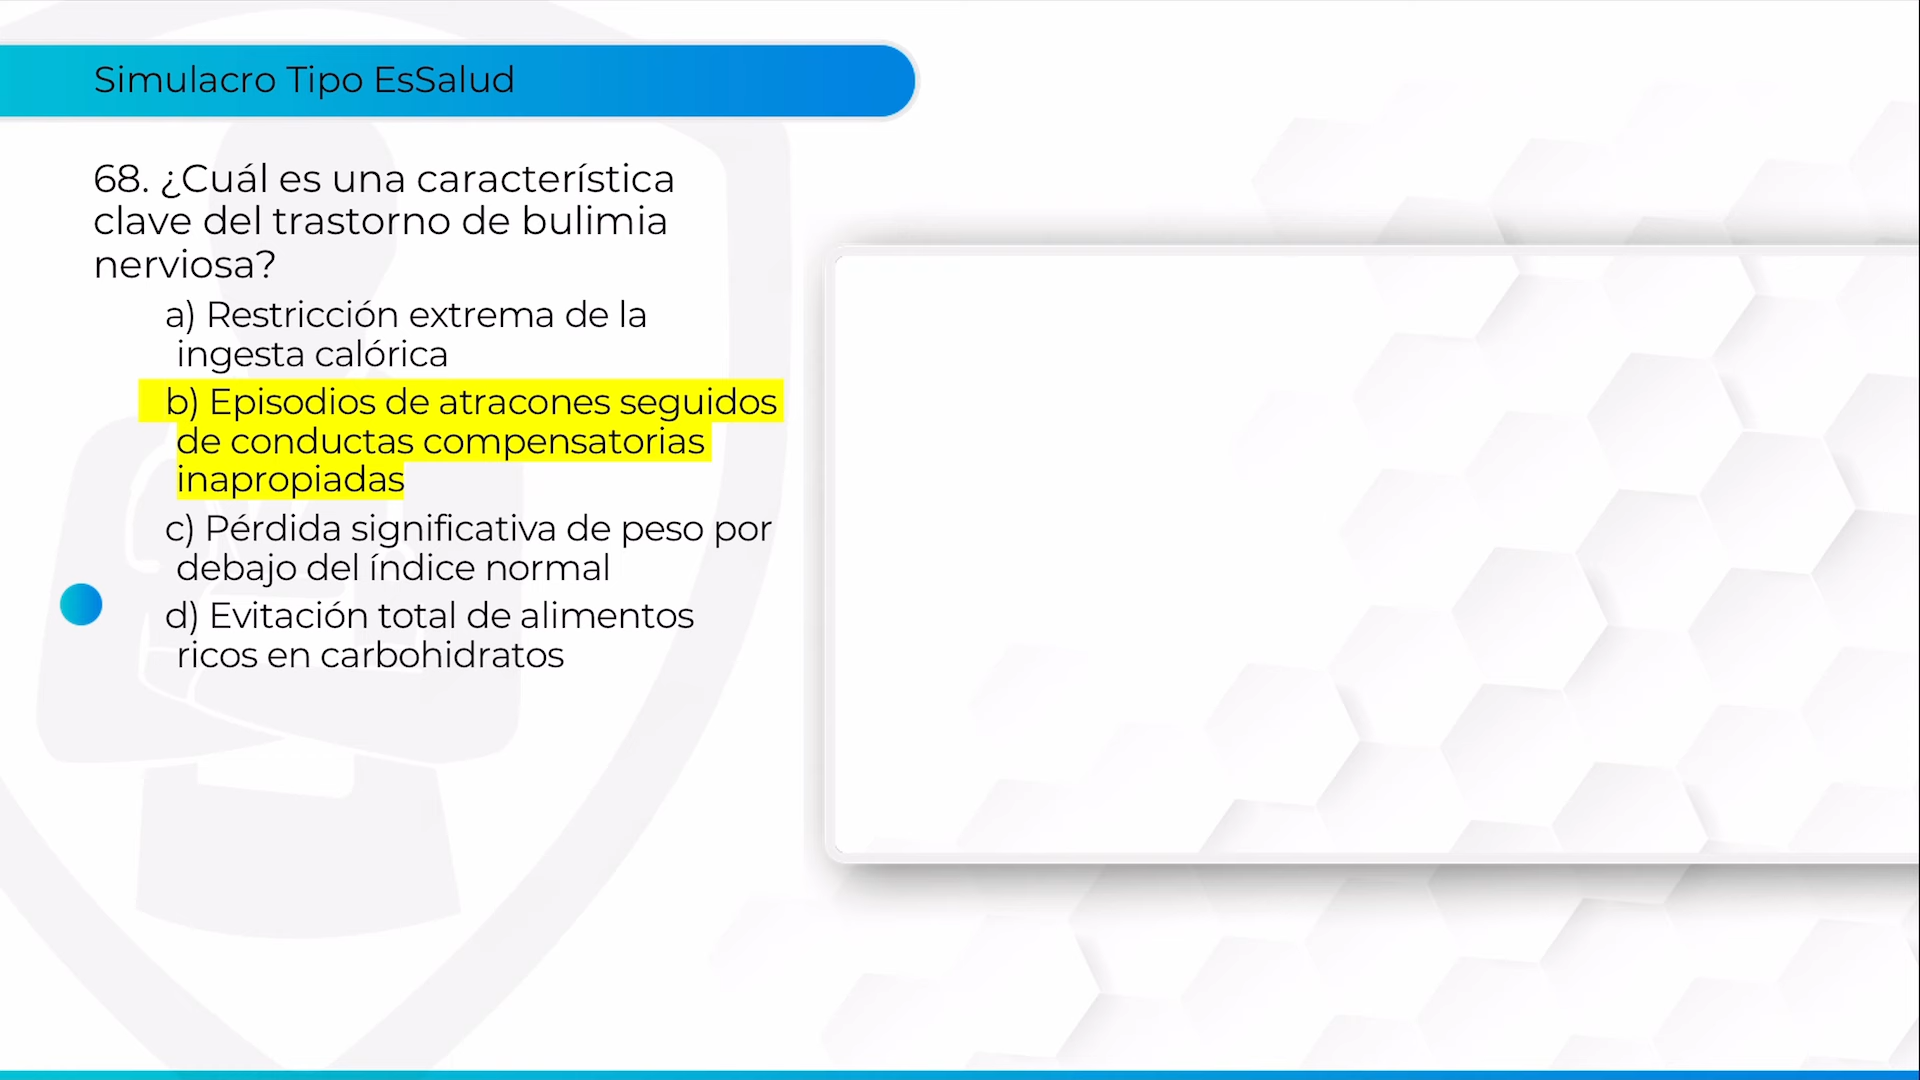 Simulacro Tipo EsSalud
68. ¿Cuál es una característica
clave del trastorno de bulimia
nerviosa?
a) Restricción extrema de la
ingesta calórica
b) Episodios de atracones seguidos
de conductas compensatorias
inapropiadas
c) Pérdida significativa de peso por
debajo del índice normal
d) Evitación total de alimentos
ricos en carbohidratos